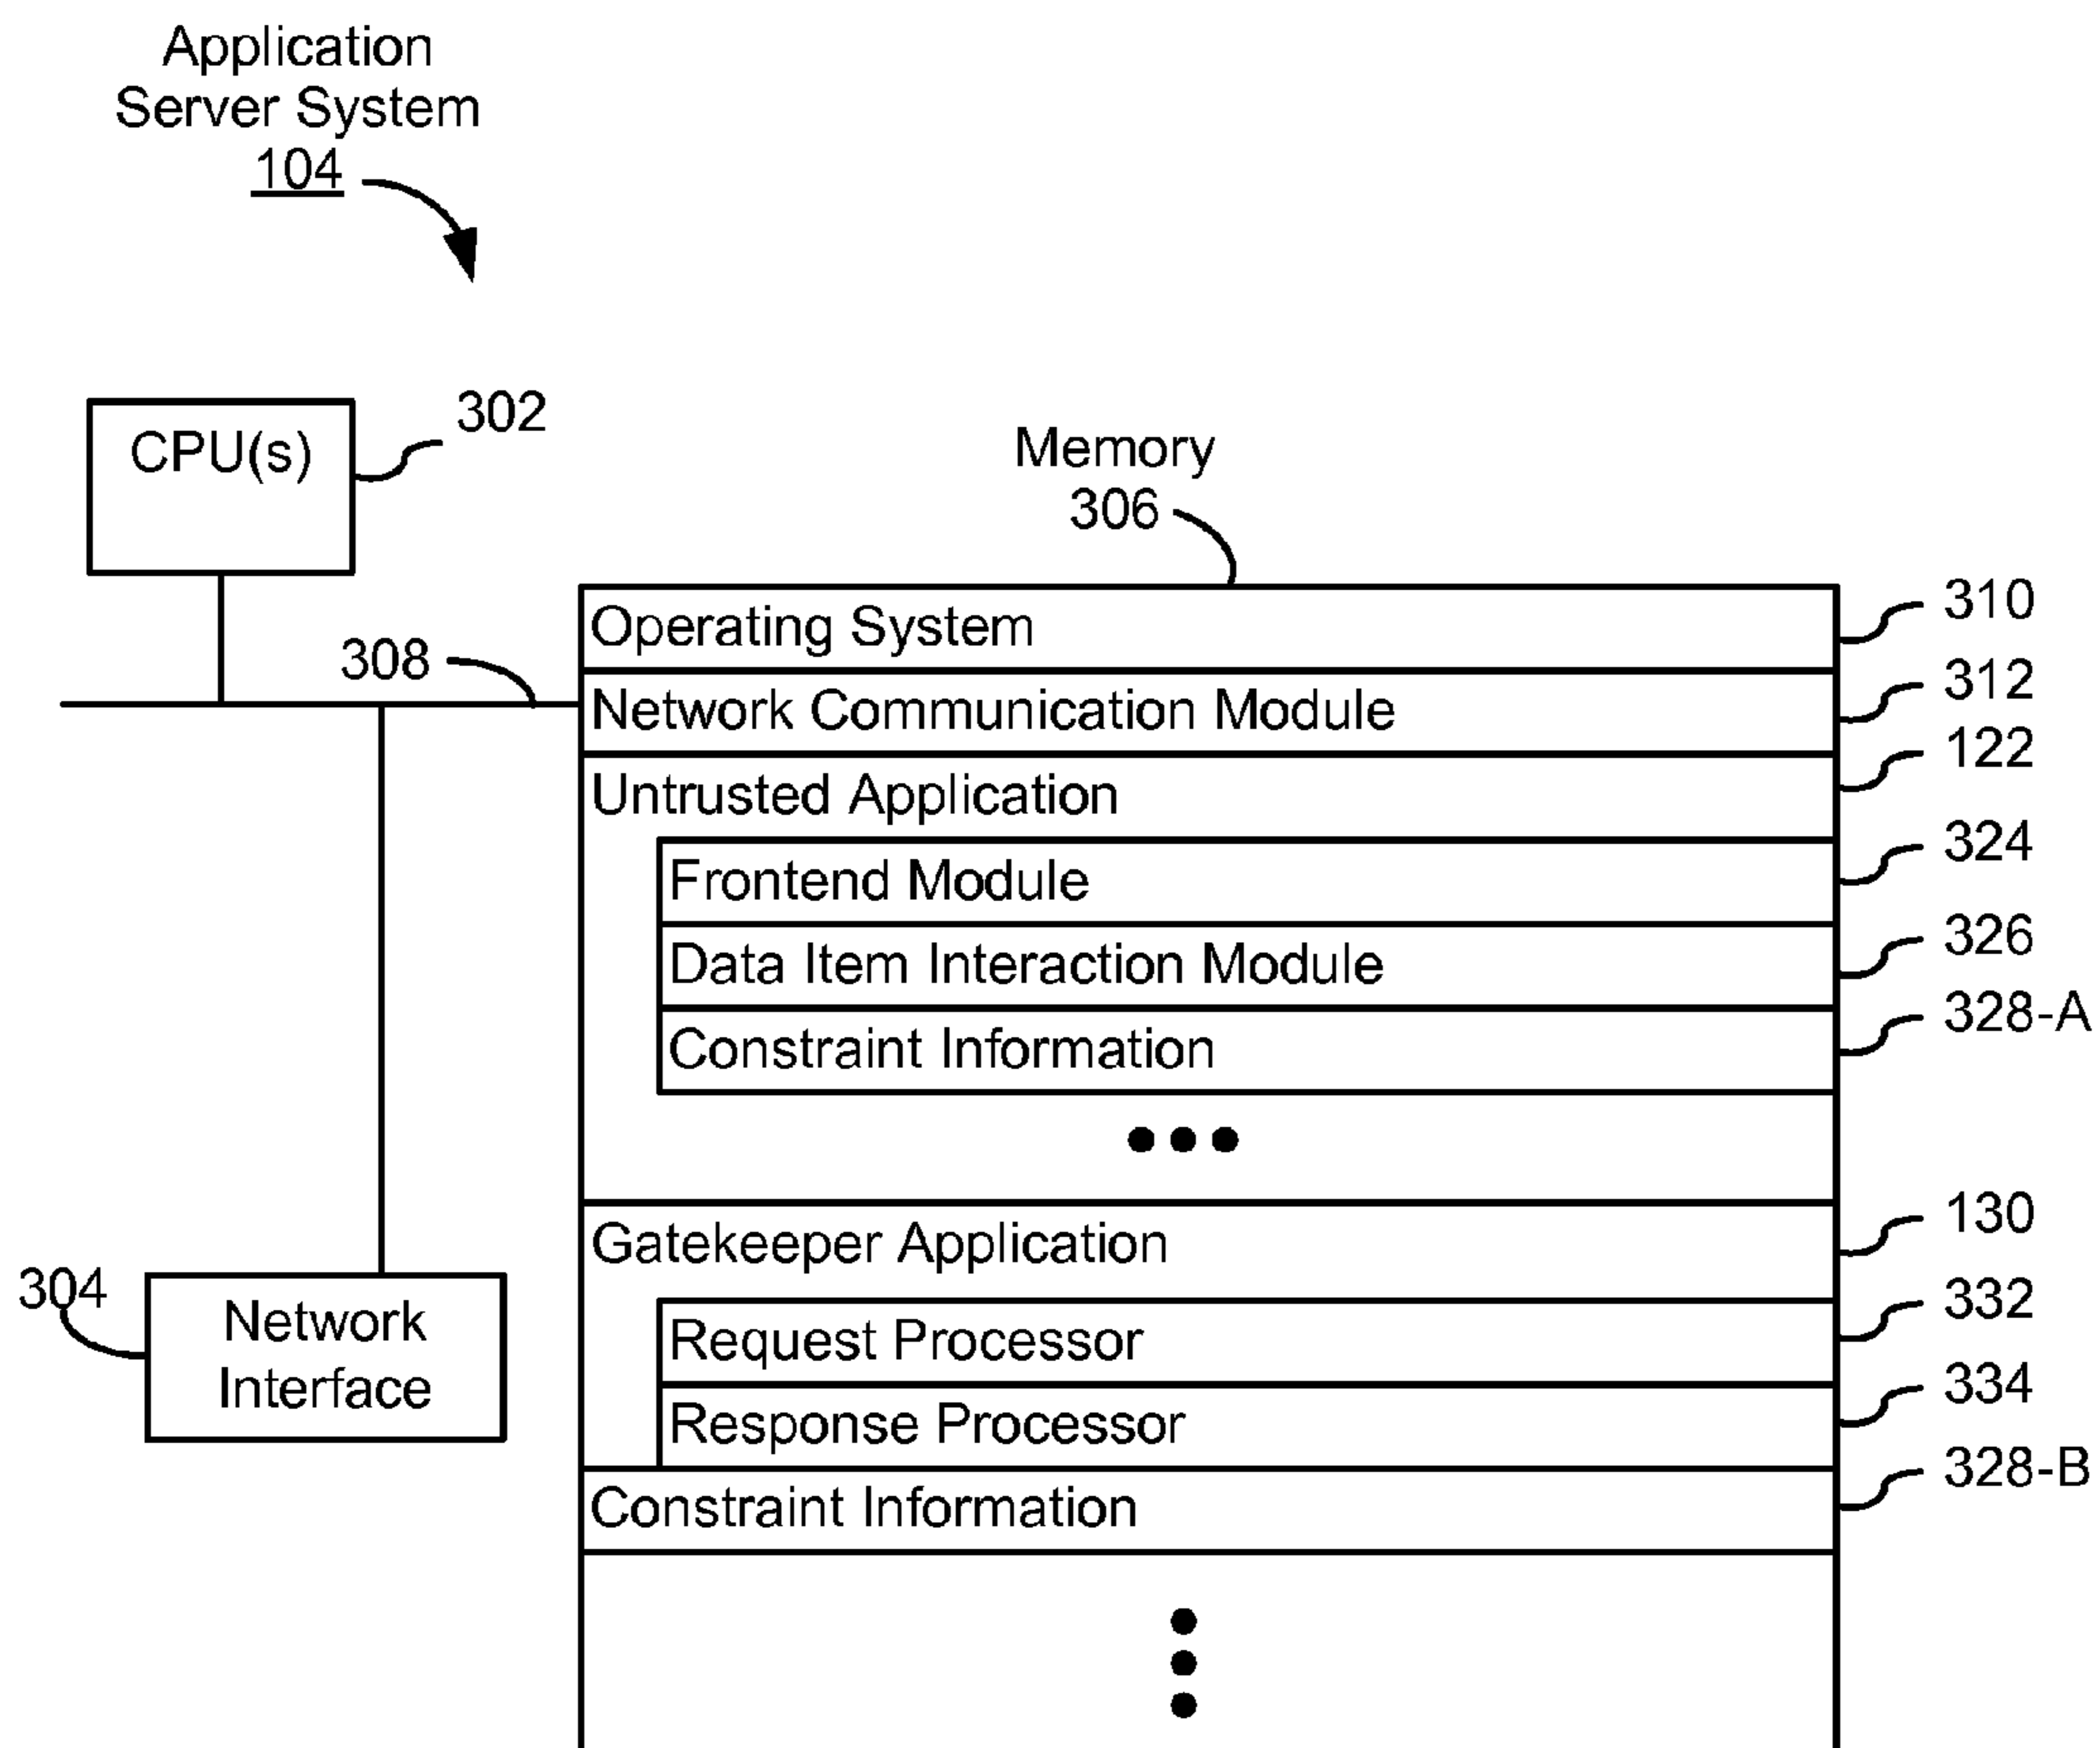 Application
Server System
104
CPU(s)
302
Memory
306
308
Operating System
310
Network Communication Module
312
Untrusted Application
122
Frontend Module
324
Data Item Interaction Module
326
Constraint Information
328-A
Gatekeeper Application
130
304
Network
Interface
Request Processor
332
Response Processor
334
Constraint Information
328-B